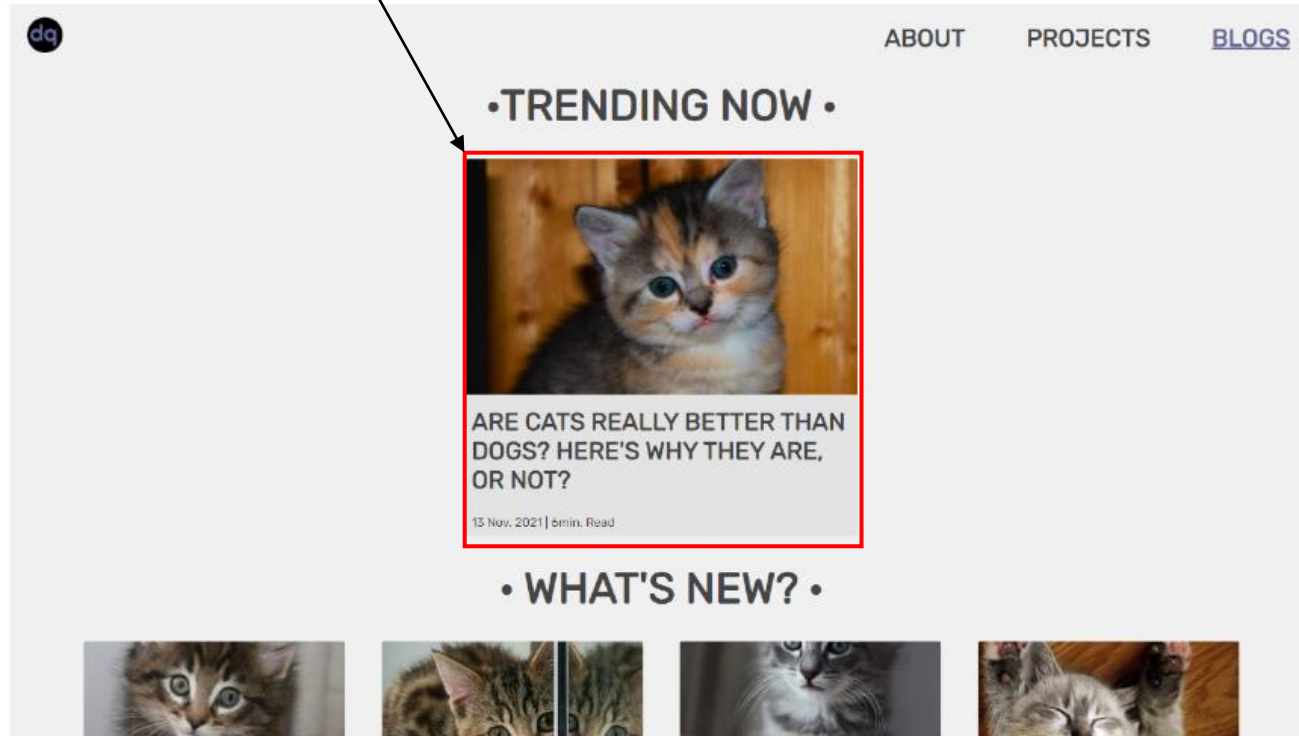 dq
ABOUT PROJECTS BLOGS
•TRENDING NOW •
ARE CATS REALLY BETTER THAN
DOGS? HERE'S WHY THEY ARE,
OR NOT?
13 Nov. 2021 | 6min. Read
• WHAT'S NEW? •